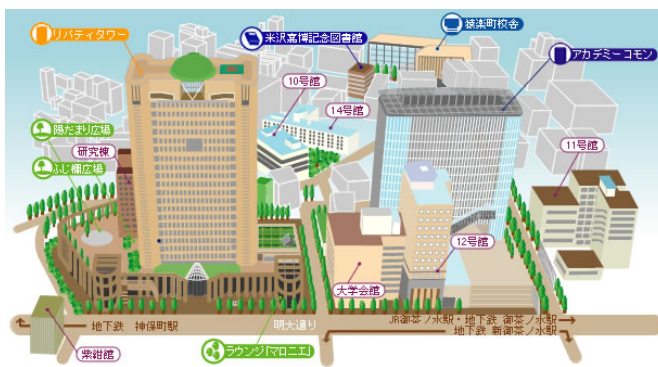 リバティタワー
米沢嘉博記念図書館
猿楽町校舎
アカデミーコモン
10号館
14号館
陽だまり広場
研究棟
ふじ棚広場
11号館
12号館
大学会館
地下鉄 神保町駅
明大通り
JR御茶ノ水駅・地下鉄 御茶ノ水駅
地下鉄 新御茶ノ水駅
紫紺館
ラウンジ「マロニエ」